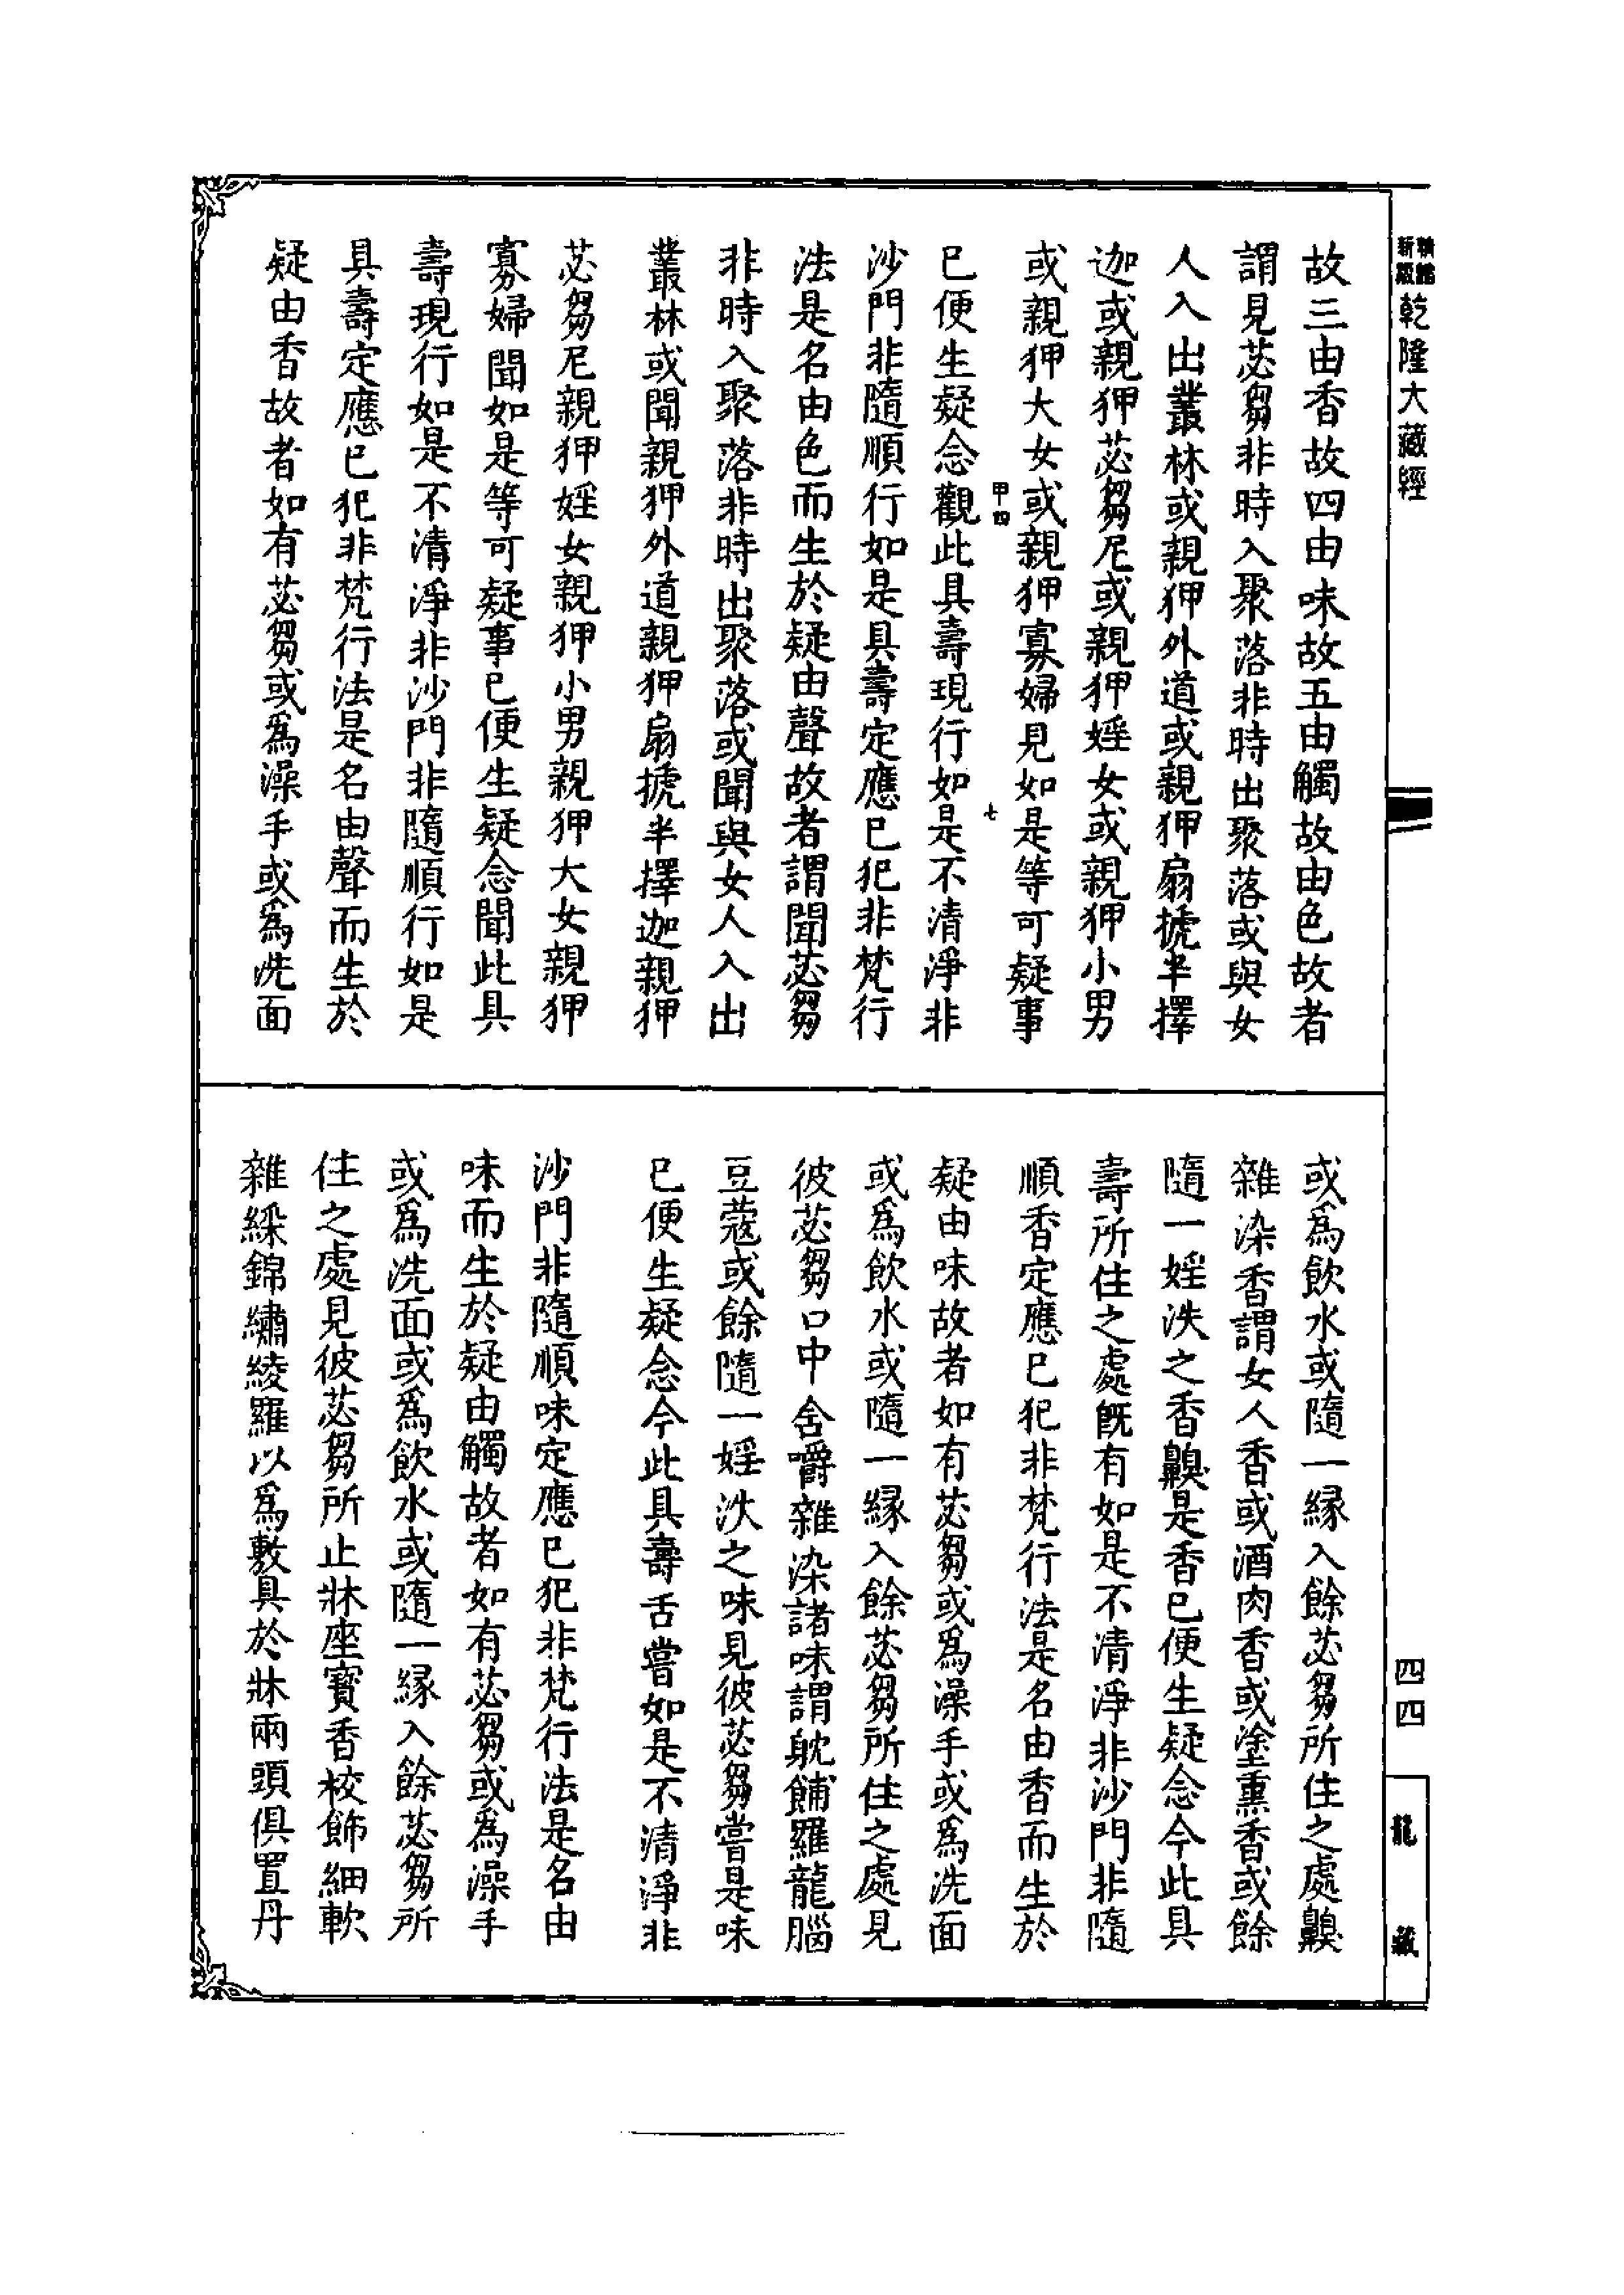 精繕
新版
乾隆大藏經
四四
龍藏
故三由香故四由味故五由觸故由色故者
謂見苾芻非時入聚落非時出聚落或與女
人入出叢林或親狎外道或親狎扇搋半擇
迦或親狎苾芻尼或親狎婬女或親狎小男
或親狎大女或親狎寡婦見如是等可疑事
甲四
七
已便生疑念觀此具壽現行如是不清淨非
沙門非隨順行如是具壽定應已犯非梵行
法是名由色而生於疑由聲故者謂聞苾芻
非時入聚落非時出聚落或聞與女人入出
叢林或聞親狎外道親狎扇搋半擇迦親狎
苾芻尼親狎婬女親狎小男親狎大女親狎
寡婦聞如是等可疑事已便生疑念聞此具
壽現行如是不清淨非沙門非隨順行如是
具壽定應已犯非梵行法是名由聲而生於
疑由香故者如有苾芻或為澡手或為洗面
或為飲水或隨一緣入餘苾芻所住之處齅
雜染香謂女人香或酒肉香或塗熏香或餘
隨一婬泆之香齅是香已便生疑念今此具
壽所住之處旣有如是不清淨非沙門非隨
順香定應已犯非梵行法是名由香而生於
疑由味故者如有苾芻或為澡手或為洗面
或為飲水或隨一緣入餘苾芻所住之處見
彼苾芻口中含嚼雜染諸味謂躭餔羅龍腦
豆蔻或餘隨一婬泆之味見彼苾芻嘗是味
已便生疑念今此具壽舌嘗如是不清淨非
沙門非隨順味定應已犯非梵行法是名由
味而生於疑由觸故者如有苾芻或為澡手
或為洗面或為飲水或隨一緣入餘苾芻所
住之處見彼苾芻所止牀座寳香校飾細軟
雜綵錦繡綾羅以為敷具於牀兩頭俱置丹